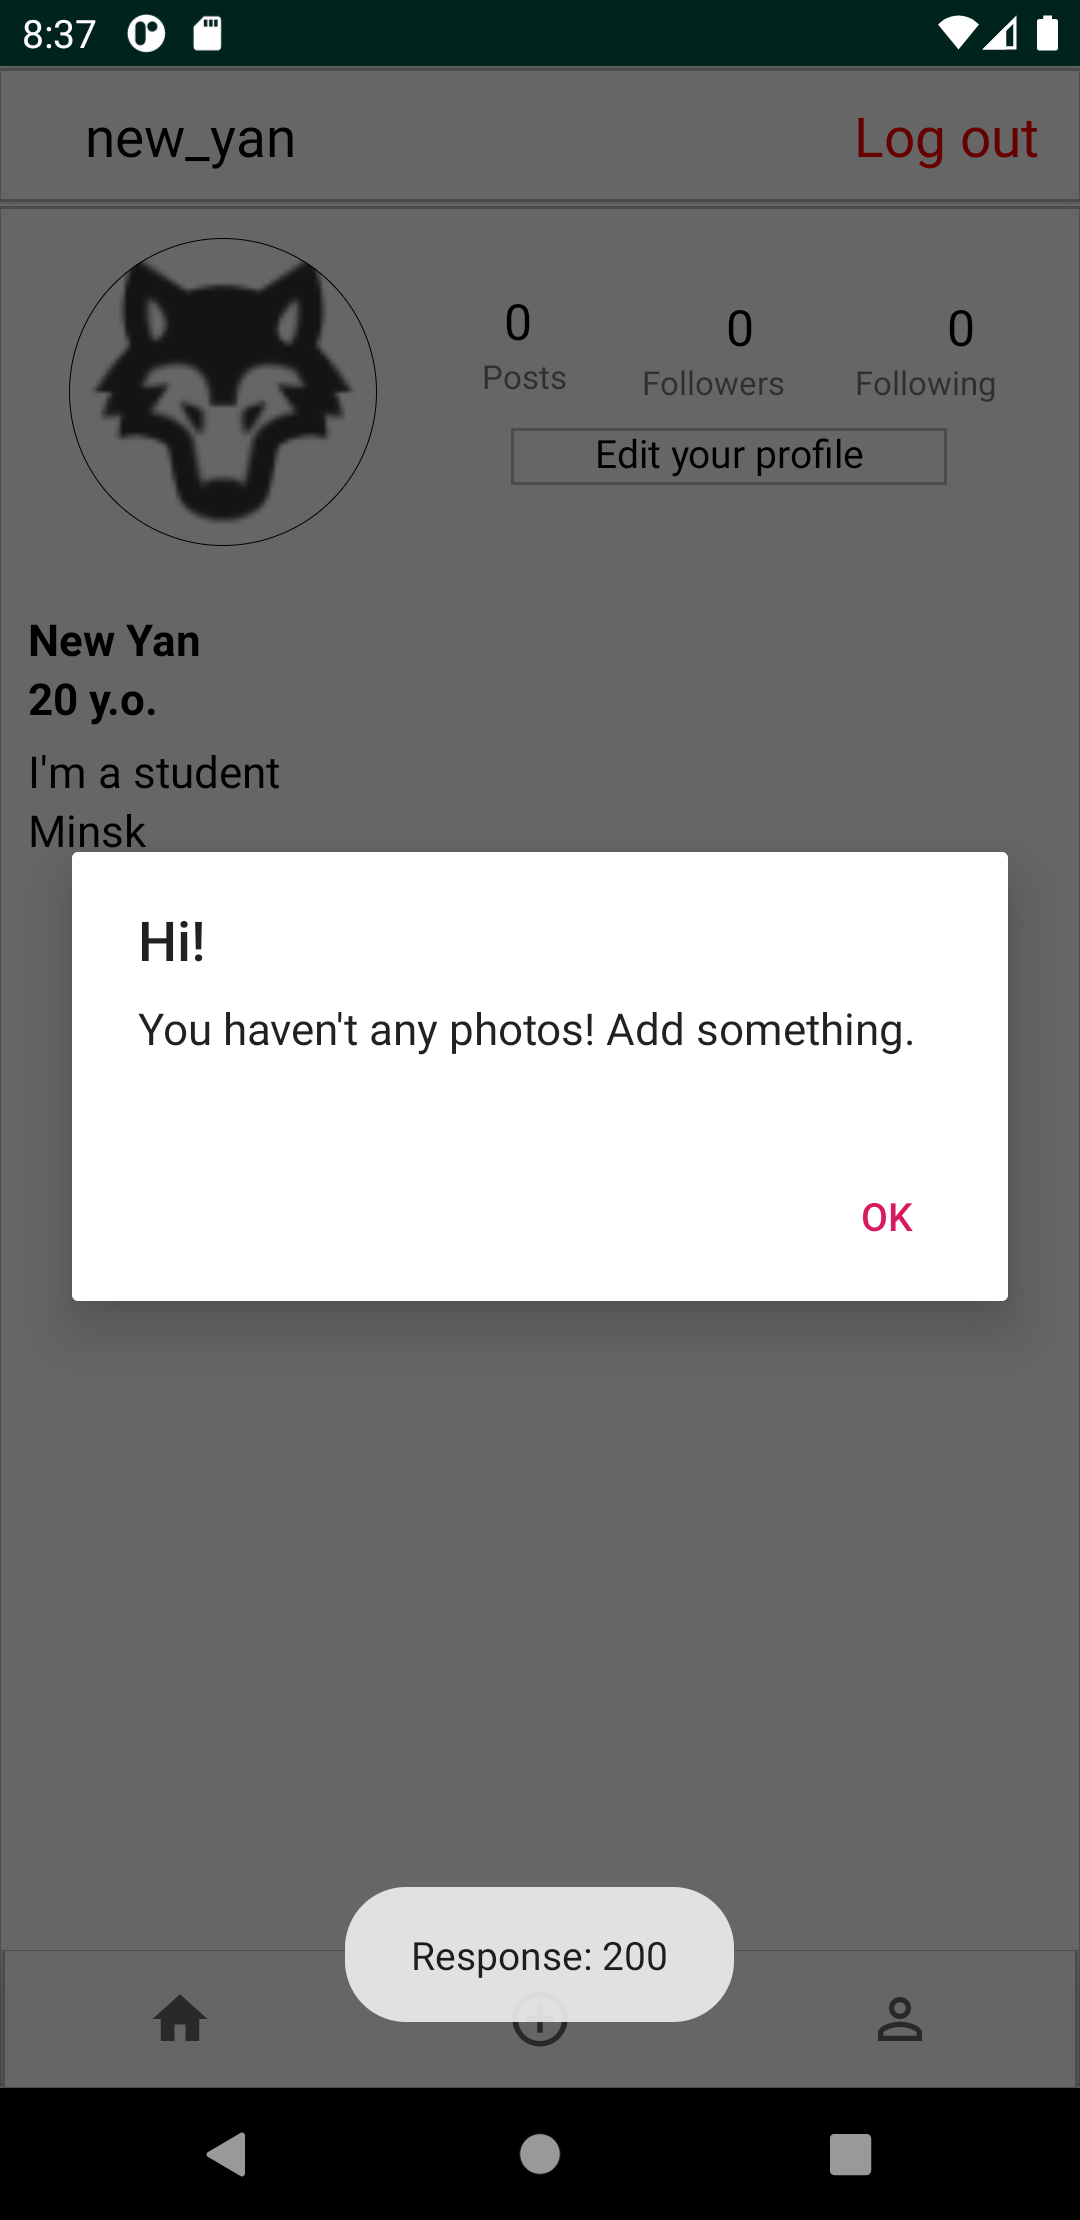 8:37
new_yan
Log out
0
0
0
Posts
Followers
Following
Edit your profile
New Yan
20 y.o.
I'm a student
Minsk
Hi!
You haven't any photos! Add something.
OK
Response: 200